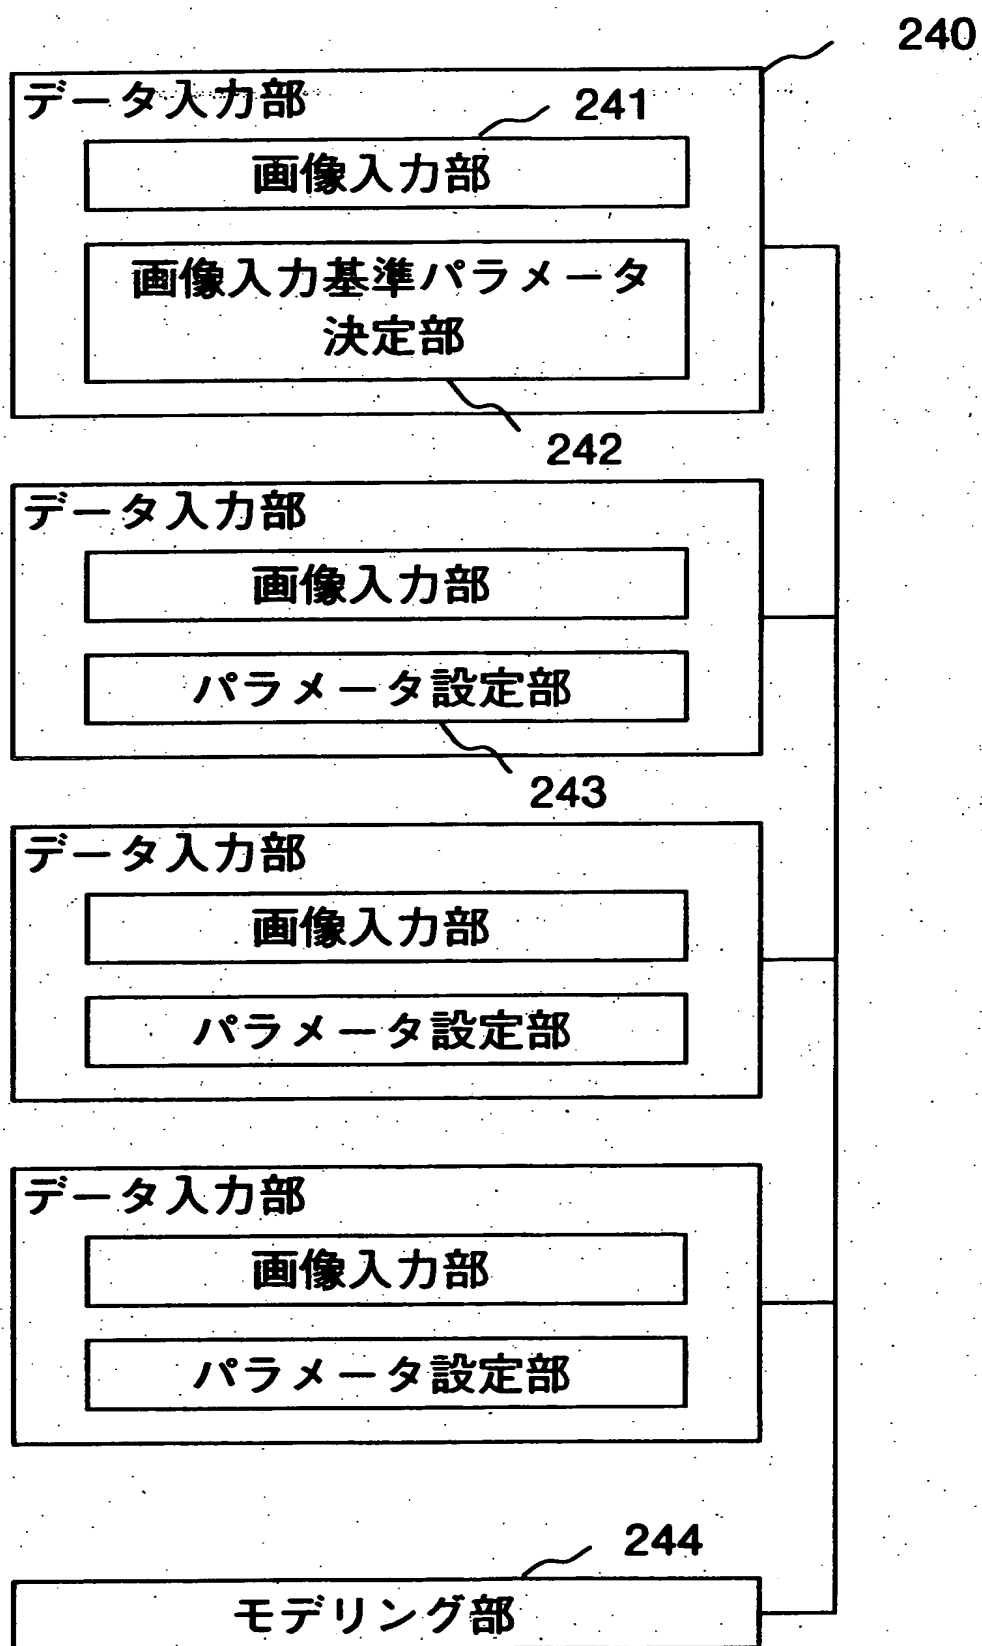 240
データ入力部
241
画像入力部
画像入力基準パラメータ
決定部
242
データ入力部
画像入力部
パラメータ設定部
243
データ入力部
画像入力部
パラメータ設定部
データ入力部
画像入力部
パラメータ設定部
244
モデリング部